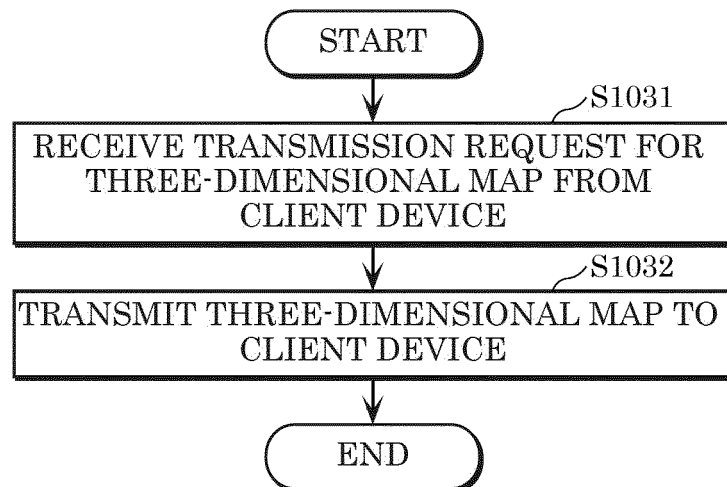 START
S1031
RECEIVE TRANSMISSION REQUEST FOR
THREE-DIMENSIONAL MAP FROM
CLIENT DEVICE
S1032
TRANSMIT THREE-DIMENSIONAL MAP TO
CLIENT DEVICE
END